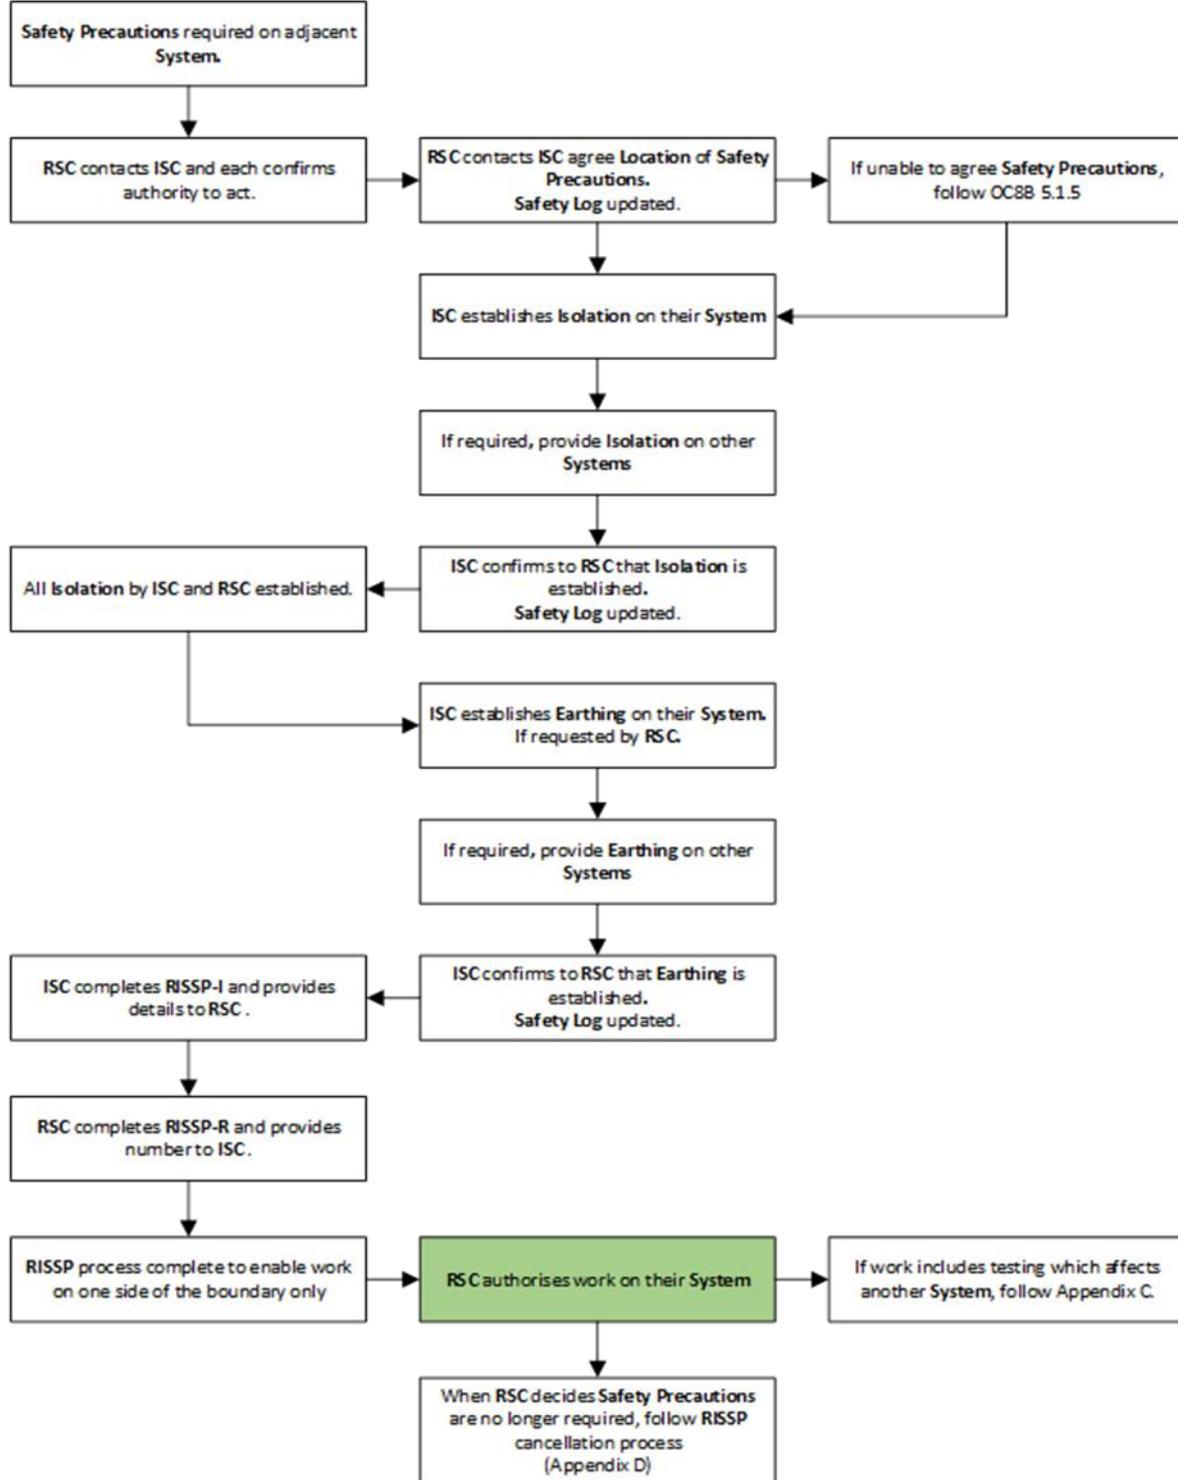 Safety Precautions required on adjacent
System.
RSC contacts ISC and each confirms
authority to act.
RSC contacts ISC agree Location of Safety
Precautions.
Safety Log updated.
If unable to agree Safety Precautions,
follow OC8B 5.1.5
ISC establishes Isolation on their System
If required, provide Isolation on other
Systems
ISC confirms to RSC that Isolation is
established.
Safety Log updated.
All Isolation by ISC and RSC established.
ISC establishes Earthing on their System.
If requested by RSC.
If required, provide Earthing on other
Systems
ISC confirms to RSC that Earthing is
established.
Safety Log updated.
ISC completes RISSP-I and provides
details to RSC.
RSC completes RISSP-R and provides
number to ISC.
RISSP process complete to enable work
on one side of the boundary only
RSC authorises work on their System
If work includes testing which affects
another System, follow Appendix C.
When RSC decides Safety Precautions
are no longer required, follow RISSP
cancellation process
(Appendix D)